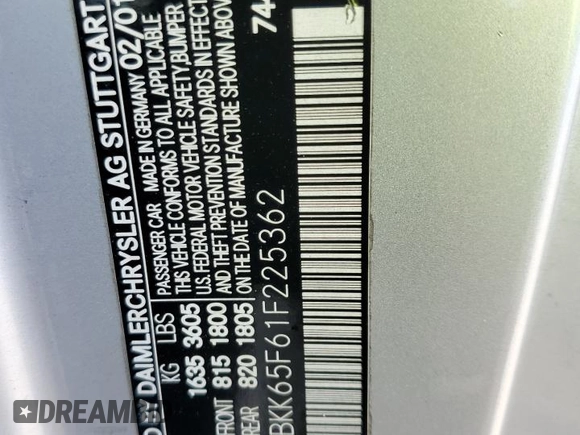 D BY DAIMLERCHRYSLER AG STUTTGART
PASSENGER CAR MADE IN GERMANY 02/01
KG LBS THIS VEHICLE CONFORMS TO ALL APPLICABLE
1635 3605 U.S. FEDERAL MOTOR VEHICLE SAFETY, BUMPER
FRONT 815 1800 AND THEFT PREVENTION STANDARDS IN EFFECT
REAR 820 1805 ON THE DATE OF MANUFACTURE SHOWN ABOVE
74
BKK65F61F225362
DREAMBI